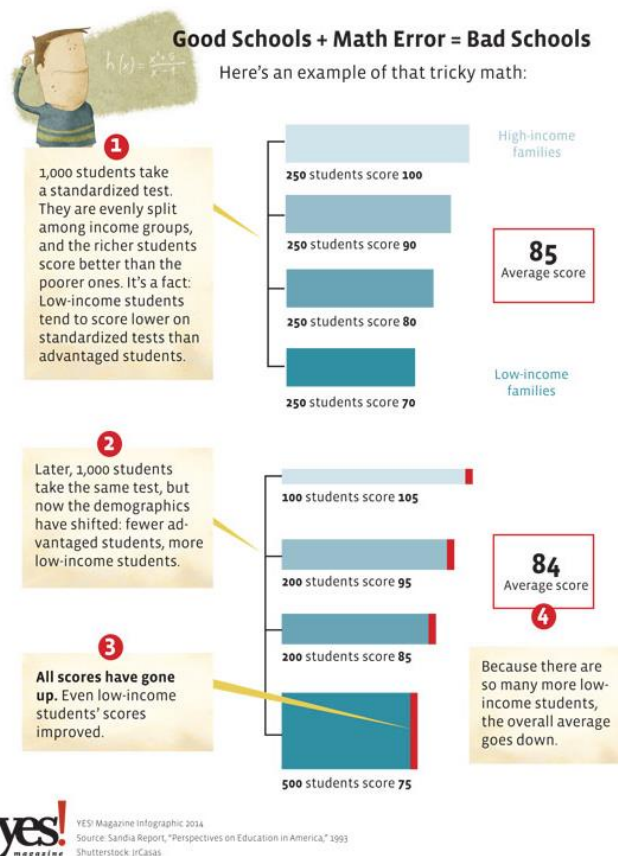 Good Schools + Math Error = Bad Schools
h(x) = x²+5
Here's an example of that tricky math:
1
1,000 students take
a standardized test.
They are evenly split
among income groups,
and the richer students
score better than the
poorer ones. It's a fact:
Low-income students
tend to score lower on
standardized tests than
advantaged students.
High-income
families
250 students score 100
250 students score 90
85
Average score
250 students score 80
Low-income
families
250 students score 70
2
Later, 1,000 students
take the same test, but
now the demographics
have shifted: fewer ad-
vantaged students, more
low-income students.
100 students score 105
200 students score 95
84
Average score
200 students score 85
3
All scores have gone
up. Even low-income
students' scores
improved.
4
Because there are
so many more low-
income students,
the overall average
goes down.
500 students score 75
yes!
magazine
YES! Magazine Infographic 2014
Source: Sandia Report, "Perspectives on Education in America," 1993
Shutterstock: IrCasas